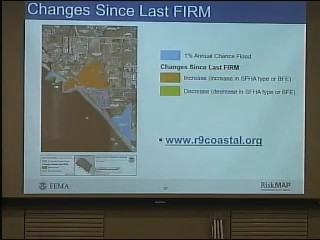 Changes Since Last FIRM
1% Annual Chance Flood
Changes Since Last FIRM
Increase (increase in SFHA type or BFE)
Decrease (decrease in SFHA type or BFE)
www.r9coastal.org
FEMA
RiskMAP